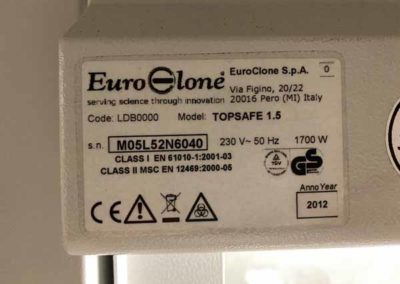 EuroClone® EuroClone S.p.A. 0
Via Figino, 20/22
serving science through innovation 20016 Pero (MI) Italy
Code: LDB0000 Model: TOPSAFE 1.5
s.n. M05L52N6040 230 V~ 50 Hz 1700 W
CLASS I EN 61010-1:2001-03
CLASS II MSC EN 12469:2000-05
TÜV GS
Anno/Year
CE 2012